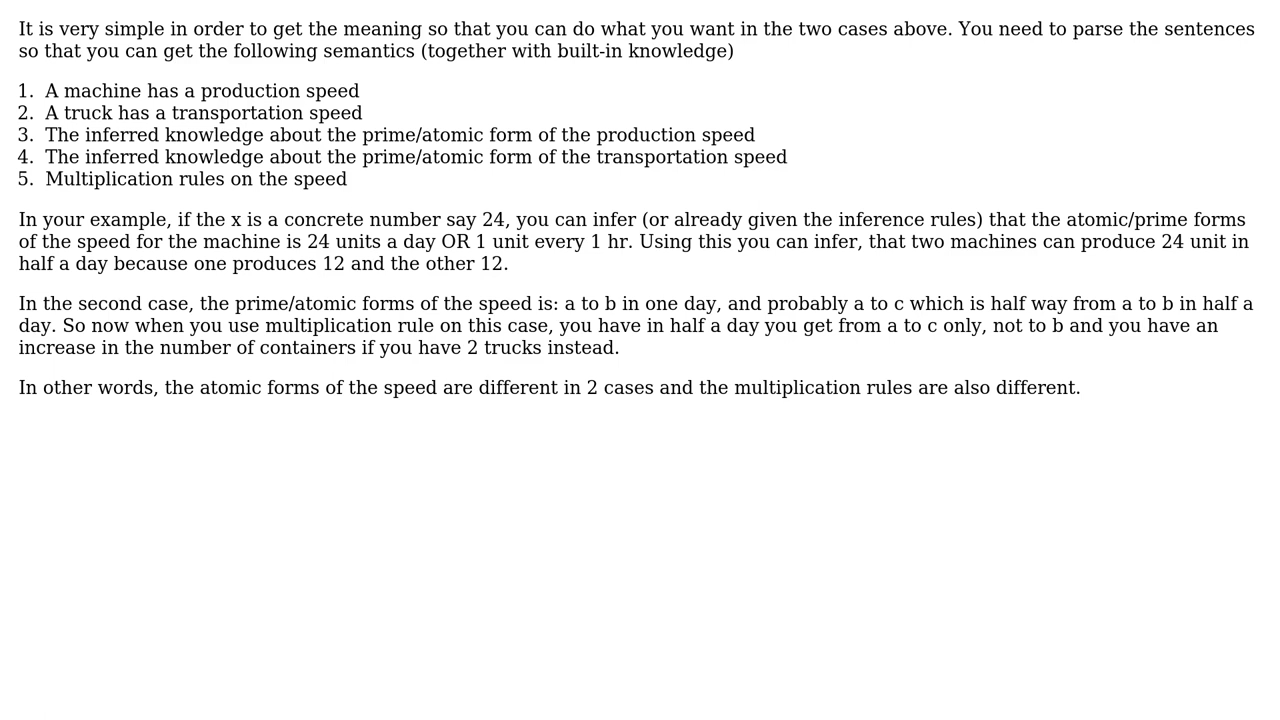 It is very simple in order to get the meaning so that you can do what you want in the two cases above. You need to parse the sentences
so that you can get the following semantics (together with built-in knowledge)
1. A machine has a production speed
2. A truck has a transportation speed
3. The inferred knowledge about the prime/atomic form of the production speed
4. The inferred knowledge about the prime/atomic form of the transportation speed
5. Multiplication rules on the speed
In your example, if the x is a concrete number say 24, you can infer (or already given the inference rules) that the atomic/prime forms
of the speed for the machine is 24 units a day OR 1 unit every 1 hr. Using this you can infer, that two machines can produce 24 unit in
half a day because one produces 12 and the other 12.
In the second case, the prime/atomic forms of the speed is: a to b in one day, and probably a to c which is half way from a to b in half a
day. So now when you use multiplication rule on this case, you have in half a day you get from a to c only, not to b and you have an
increase in the number of containers if you have 2 trucks instead.
In other words, the atomic forms of the speed are different in 2 cases and the multiplication rules are also different.